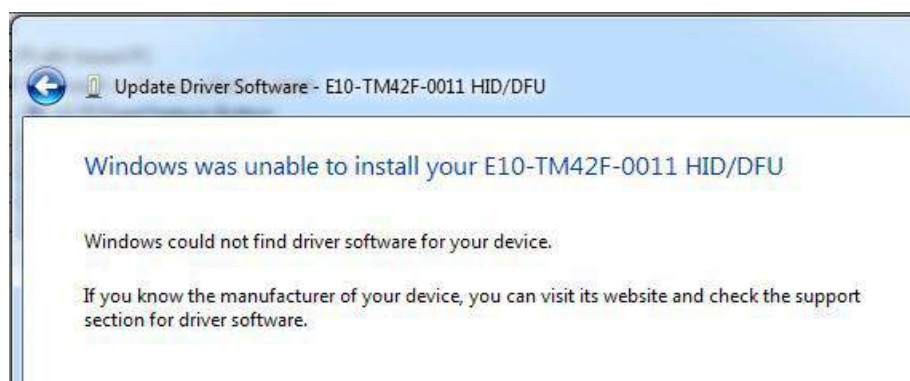 Update Driver Software - E10-TM42F-0011 HID/DFU
Windows was unable to install your E10-TM42F-0011 HID/DFU
Windows could not find driver software for your device.
If you know the manufacturer of your device, you can visit its website and check the support
section for driver software.